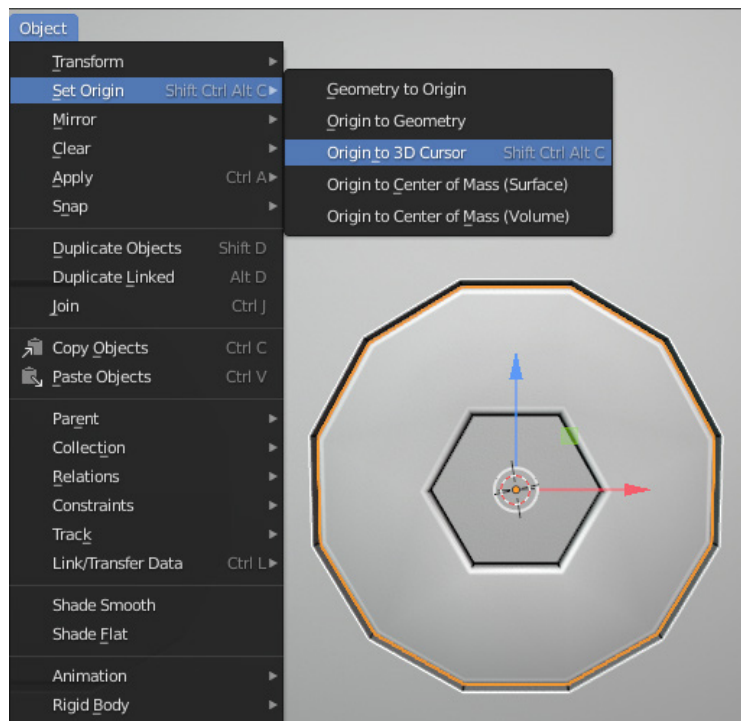 Object
Transform
Set Origin Shift Ctrl Alt C
Mirror
Clear
Apply Ctrl A
Snap
Duplicate Objects Shift D
Duplicate Linked Alt D
Join Ctrl J
Copy Objects Ctrl C
Paste Objects Ctrl V
Parent
Collection
Relations
Constraints
Track
Link/Transfer Data Ctrl L
Shade Smooth
Shade Flat
Animation
Rigid Body
Geometry to Origin
Origin to Geometry
Origin to 3D Cursor Shift Ctrl Alt C
Origin to Center of Mass (Surface)
Origin to Center of Mass (Volume)